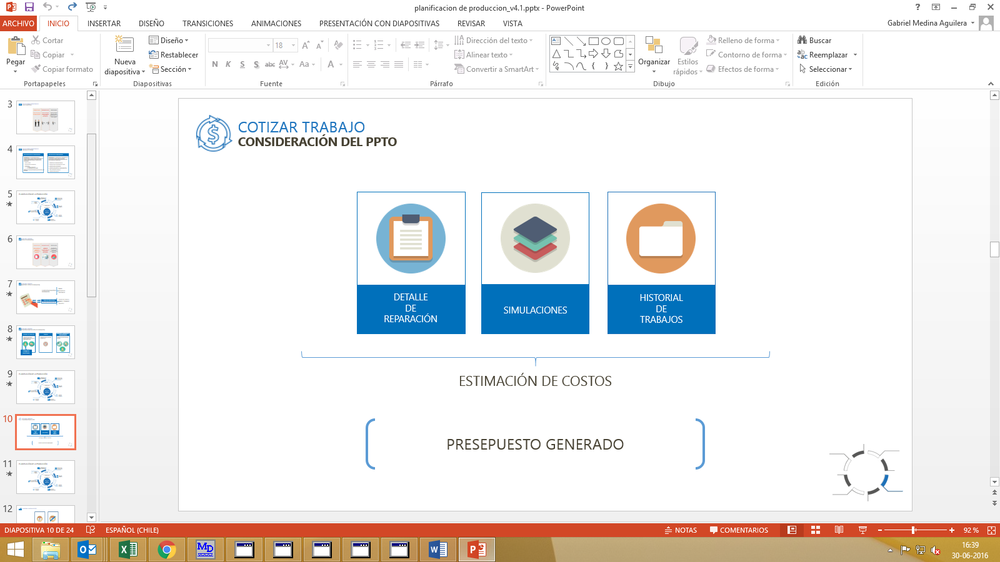 planificacion de produccion_v4.1.pptx - PowerPoint
ARCHIVO INICIO INSERTAR DISEÑO TRANSICIONES ANIMACIONES PRESENTACIÓN CON DIAPOSITIVAS REVISAR VISTA
Gabriel Medina Aguilera
Pegar
Cortar
Copiar
Copiar formato
Portapapeles
Nueva
diapositiva
Diseño
Restablecer
Sección
Diapositivas
18
N K S S abc AV Aa A
Fuente
Dirección del texto
Alinear texto
Convertir a SmartArt
Párrafo
Organizar
Estilos
rápidos
Relleno de forma
Contorno de forma
Efectos de forma
Dibujo
Buscar
Reemplazar
Seleccionar
Edición
3
4
5
6
7
8
9
10
11
12
COTIZAR TRABAJO
CONSIDERACIÓN DEL PPTO
DETALLE
DE
REPARACIÓN
SIMULACIONES
HISTORIAL
DE
TRABAJOS
ESTIMACIÓN DE COSTOS
PRESEPUESTO GENERADO
DIAPOSITIVA 10 DE 24
ESPAÑOL (CHILE)
NOTAS
COMENTARIOS
92 %
16:39
30-06-2016